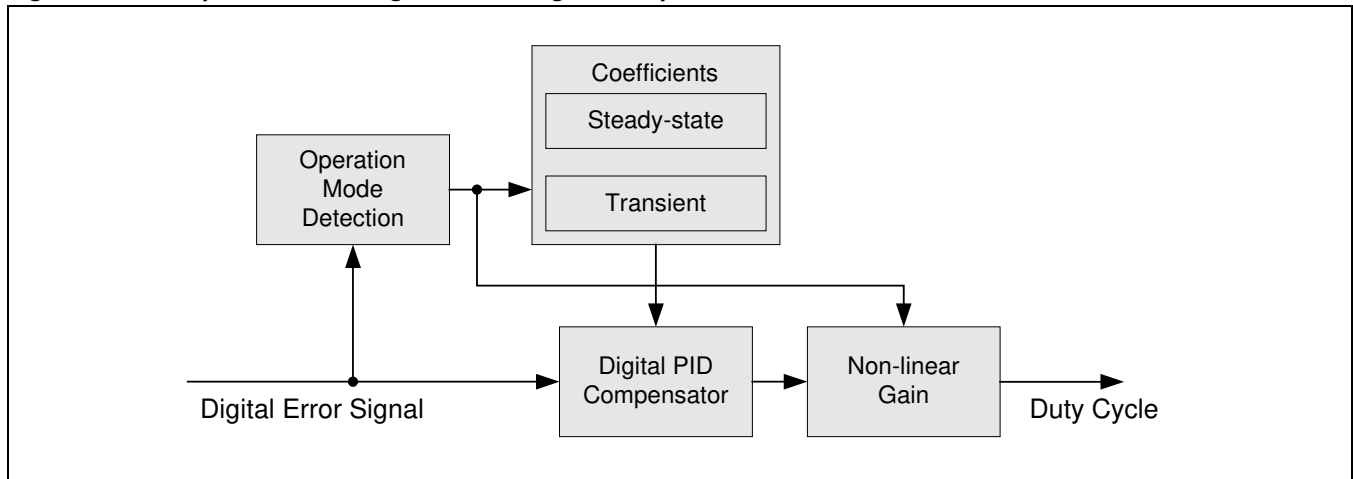 Coefficients
Steady-state
Operation
Mode
Detection
Transient
Digital PID
Compensator
Non-linear
Gain
Digital Error Signal
Duty Cycle